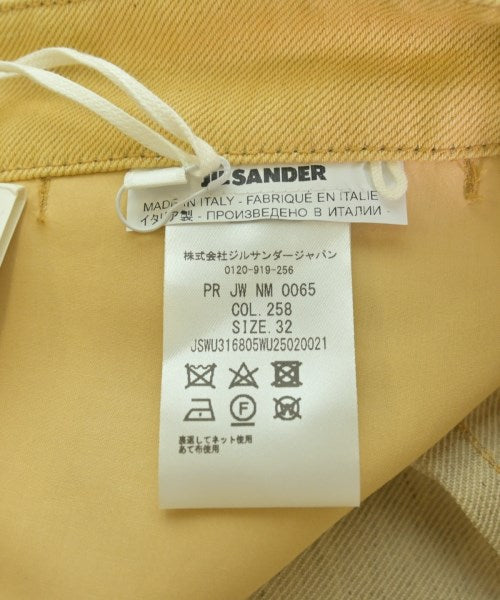 JIL SANDER
MADE IN ITALY - FABRIQUÉ EN ITALIE
イタリア製 - ПРОИЗВЕДЕНО В ИТАЛИИ -
株式会社ジルサンダージャパン
0120-919-256
PR JW NM 0065
COL. 258
SIZE. 32
JSWU316805WU25020021
F
W
裏返してネット使用
あて布使用